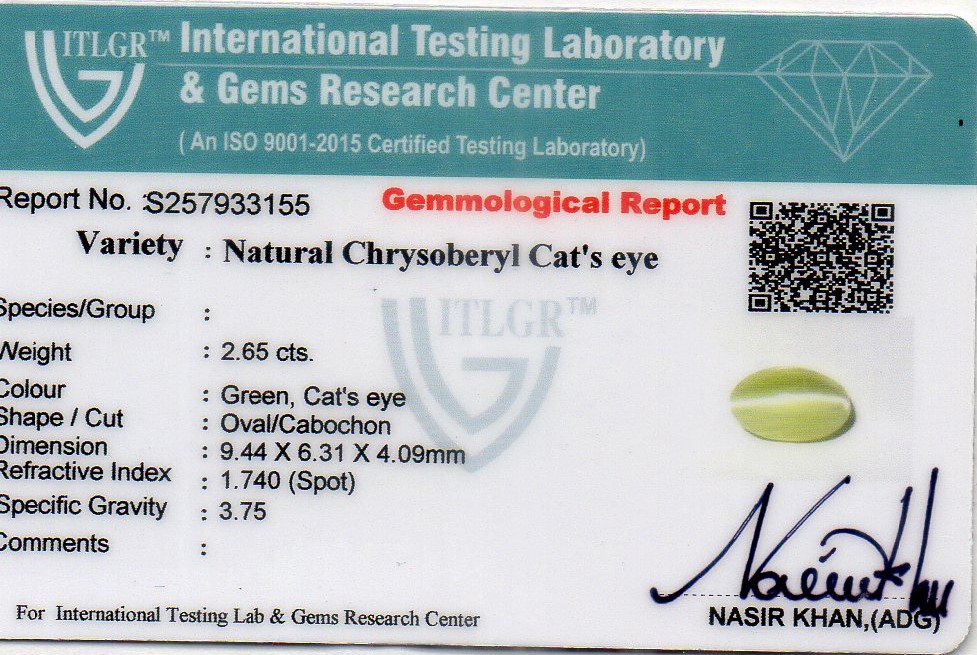 ITLGR™ International Testing Laboratory
& Gems Research Center
( An ISO 9001-2015 Certified Testing Laboratory)
Report No. :S257933155
Gemmological Report
Variety : Natural Chrysoberyl Cat's eye
Species/Group :
ITLGR™
Weight : 2.65 cts.
Colour : Green, Cat's eye
Shape / Cut : Oval/Cabochon
Dimension : 9.44 X 6.31 X 4.09mm
Refractive Index : 1.740 (Spot)
Specific Gravity : 3.75
Comments :
For International Testing Lab & Gems Research Center
NASIR KHAN,(ADG)